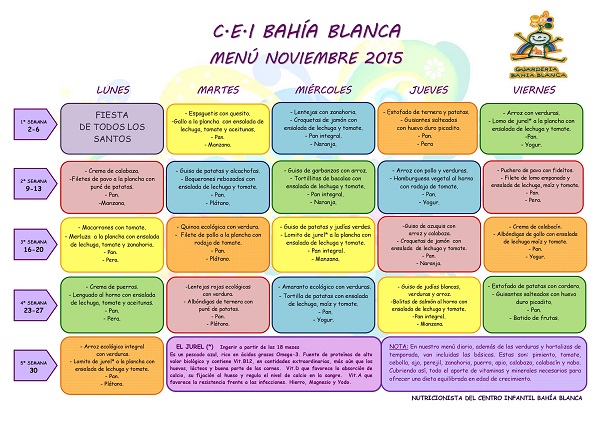 C.E.I BAHÍA BLANCA
MENÚ NOVIEMBRE 2015
GUARDERIA
BAHIA BLANCA
LUNES MARTES MIÉRCOLES JUEVES VIERNES
1ª SEMANA
2-6
FIESTA
DE TODOS LOS
SANTOS
- Espaguetis con quesito.
-Gallo a la plancha con ensalada de
lechuga, tomate y aceitunas.
-Pan.
- Manzana.
- Lentejas con zanahoria.
- Croquetas de jamón con
ensalada de lechuga y tomate.
- Pan integral.
- Naranja.
- Estofado de ternera y patatas.
- Guisantes salteados
con huevo duro picadito.
- Pan.
- Pera
- Arroz con verduras.
- Lomo de jurel* a la plancha con
ensalada de lechuga y tomate.
-Pan.
- Yogur.
2ª SEMANA
9-13
- Crema de calabaza.
-Filetes de pavo a la plancha con
puré de patatas.
- Pan.
-Manzana.
- Guiso de patatas y alcachofas.
- Boquerones rebozados con
ensalada de lechuga y tomate.
- Pan.
- Plátano.
- Guiso de garbanzos con arroz.
- Tortillitas de bacalao con
ensalada de lechuga y tomate.
- Pan integral.
- Pera.
- Arroz con pollo y verduras.
- Hamburguesa vegetal al horno
con rodaja de tomate.
- Pan.
- Yogur.
- Puchero de pavo con fideítos.
- Filete de lomo empanado y
ensalada de lechuga, maíz y tomate.
- Pan.
- Naranja.
3ª SEMANA
16-20
- Macarrones con tomate.
- Merluza a la plancha con ensalada
de lechuga, tomate y zanahoria.
- Pan.
- Pera.
- Quinoa ecológica con verdura.
- Filete de pollo a la plancha con
rodaja de tomate.
- Pan.
- Plátano.
- Guiso de patatas y judías verdes.
- Lomito de jurel* a la plancha con
ensalada de lechuga y tomate.
- Pan integral.
- Manzana.
- Guiso de azuquis con
arroz y calabaza.
- Croquetas de jamón con
ensalada de lechuga y tomate.
- Pan.
- Naranja.
- Crema de calabacín.
- Albóndigas de gallo con ensalada
de lechuga maíz y tomate.
- Pan.
- Yogur.
4ª SEMANA
23-27
- Crema de puerros.
- Lenguado al horno con ensalada
de lechuga, tomate y aceitunas.
- Pan.
- Pera.
-Lentejas rojas ecológicas
con verdura.
- Albóndigas de ternera con
puré de patatas.
- Pan.
- Plátano.
- Amaranto ecológico con verduras.
- Tortilla de patatas con ensalada
de lechuga y tomate.
- Pan.
- Yogur.
- Guiso de judías blancas,
verduras y arroz.
-Bolitas de salmón al horno con
ensalada de lechuga y tomate.
-Pan integral.
- Manzana.
- Estofado de patatas con cordero.
- Guisantes salteados con huevo
duro picadito.
- Pan.
- Batido de frutas.
5ª SEMANA
30
- Arroz ecológico integral
con verduras.
- Lomito de jurel* a la plancha con
ensalada de lechuga y tomate.
- Pan.
- Plátano.
EL JUREL (*) Ingerir a partir de los 18 meses
Es un pescado azul, rico en ácidos grasos Omega-3. Fuente de proteínas de alto
valor biológico y contiene Vit.B12, en cantidades extraordinarias, más aún que los
huevos, lácteos y buena parte de las carnes. Vit.D que favorece la absorción de
calcio, su fijación al hueso y regula el nivel de calcio en la sangre. Vit.A que
favorece la resistencia frente a las infecciones. Hierro, Magnesio y Yodo.
NOTA: En nuestro menú diario, además de las verduras y hortalizas de
temporada, van incluidas las básicas. Estas son: pimiento, tomate,
cebolla, ajo, perejil, zanahoria, puerro, apio, calabaza, calabacín y nabo.
Cubriendo así, todo el aporte de vitaminas y minerales necesarios para
ofrecer una dieta equilibrada en edad de crecimiento.
NUTRICIONISTA DEL CENTRO INFANTIL BAHÍA BLANCA